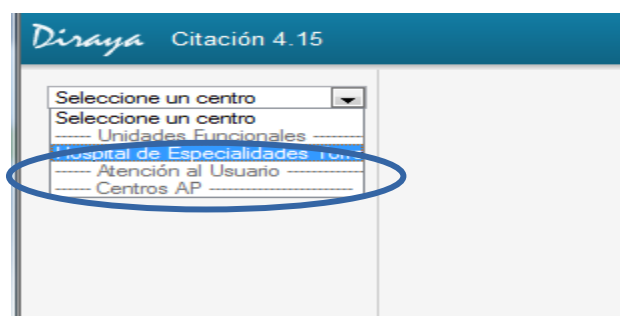 Diraya Citación 4.15
Seleccione un centro
Seleccione un centro
------ Unidades Funcionales --------
Hospital de Especialidades
------ Atención al Usuario ------------
------ Centros AP ----------------------